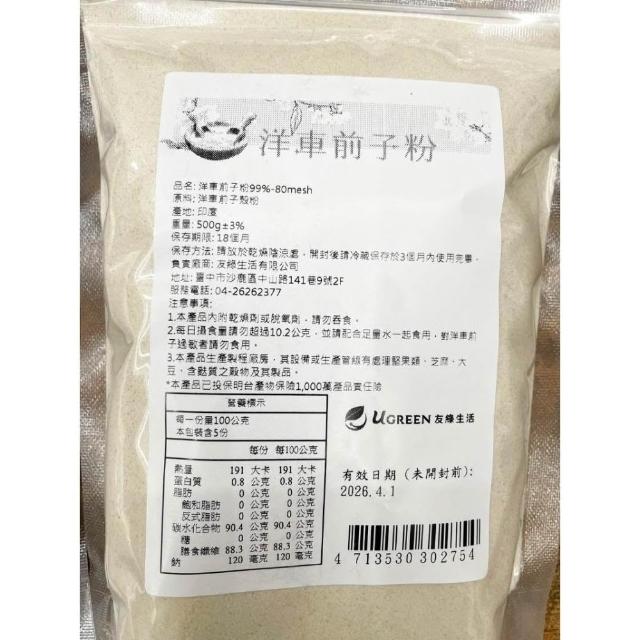 洋車前子粉
品名: 洋車前子粉99%-80mesh
原料: 洋車前子殼粉
產地: 印度
重量: 500g±3%
保存期限: 18個月
保存方法: 請放於乾燥陰涼處, 開封後請冷藏保存於3個月內使用完畢.
負責廠商: 友綠生活有限公司
地址: 臺中市沙鹿區中山路141巷9號2F
服務電話: 04-26262377
注意事項:
1.本產品內附乾燥劑或脫氧劑, 請勿吞食.
2.每日攝食量請勿超過10.2公克, 並請配合足量水一起食用, 對洋車前
子過敏者請勿食用.
3.本產品生產製程廠房, 其設備或生產管線有處理堅果類、芝麻、大
豆、含麩質之穀物及其製品.
*本產品已投保明台產物保險1,000萬產品責任險
營養標示
每一份量100公克
本包裝含5份
每份 每100公克
熱量 191 大卡 191 大卡
蛋白質 0.8 公克 0.8 公克
脂肪 0 公克 0 公克
飽和脂肪 0 公克 0 公克
反式脂肪 0 公克 0 公克
碳水化合物 90.4 公克 90.4 公克
糖 0 公克 0 公克
膳食纖維 88.3 公克 88.3 公克
鈉 120 毫克 120 毫克
UGREEN 友綠生活
有效日期 (未開封前):
2026.4.1
4 713530 302754